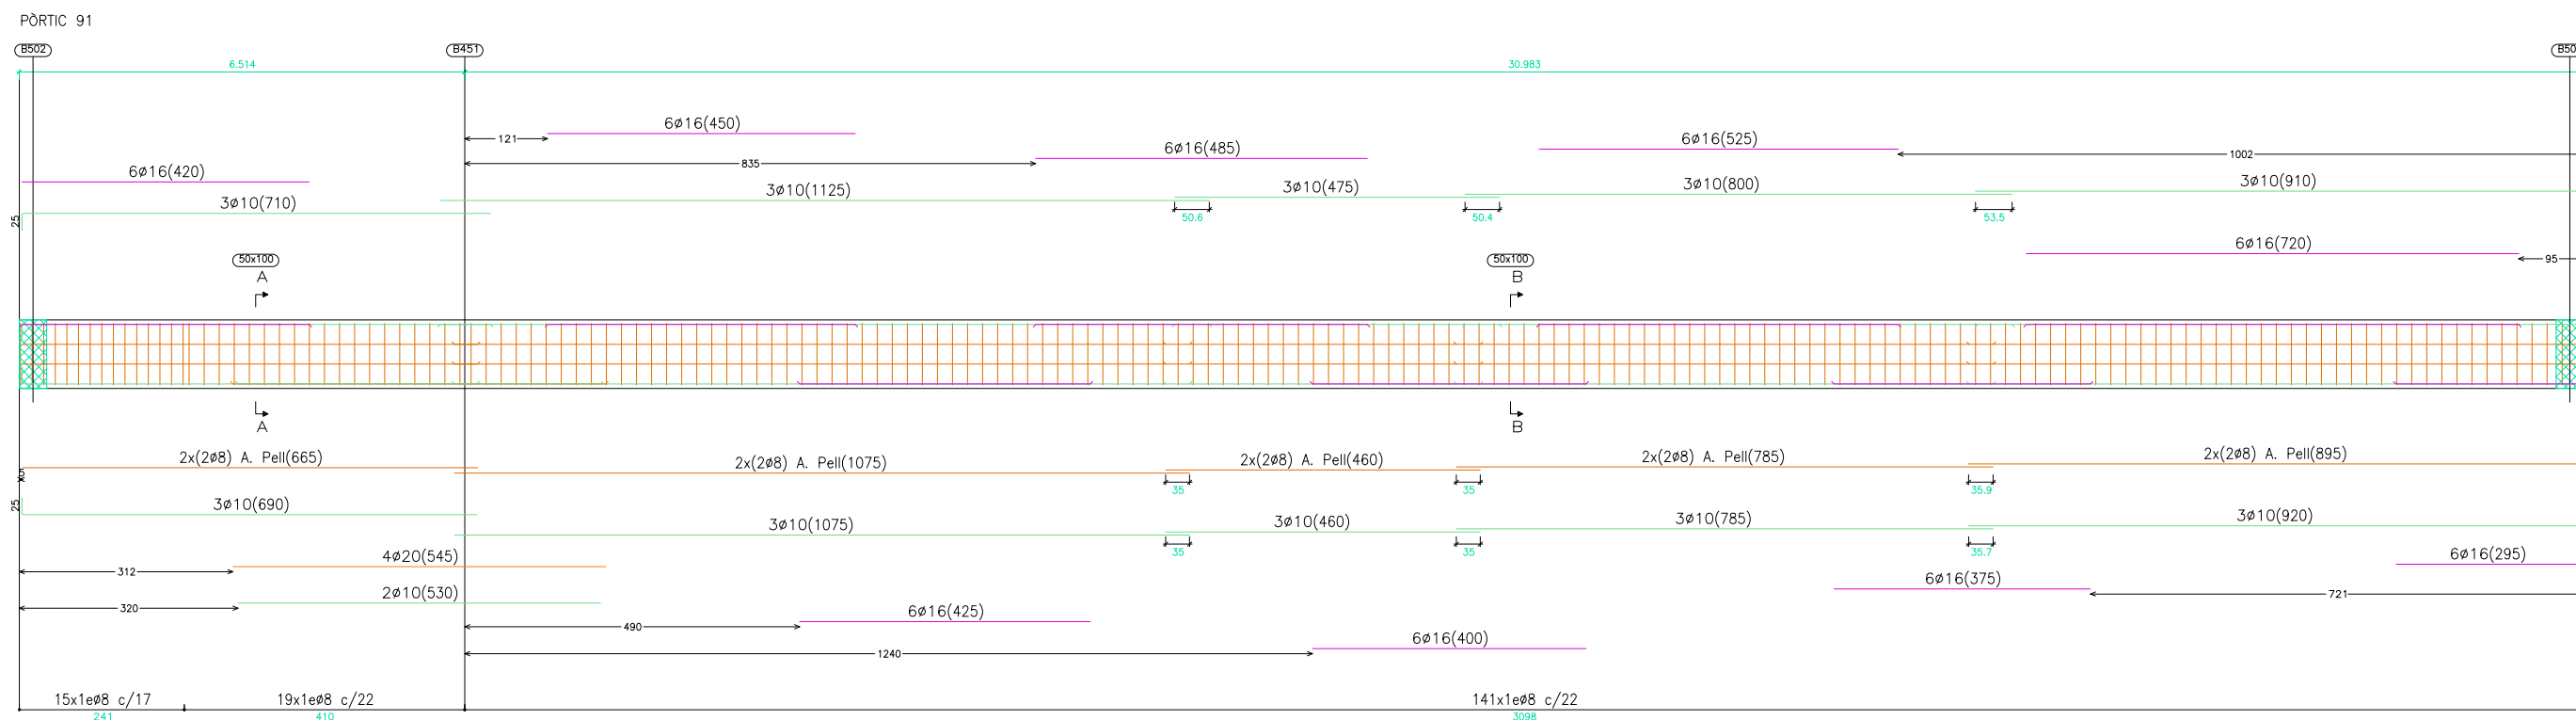 PÒRTIC 91
B502
B451
6.514
30.983
6ø16(450)
121
6ø16(525)
6ø16(485)
1002
835
6ø16(420)
3ø10(910)
3ø10(800)
3ø10(475)
3ø10(1125)
3ø10(710)
25
50.6
50.4
53.5
6ø16(720)
50x100
50x100
95
A
B
A
B
2x(2ø8) A. Pell(665)
2x(2ø8) A. Pell(1075)
2x(2ø8) A. Pell(460)
2x(2ø8) A. Pell(785)
2x(2ø8) A. Pell(895)
5
35
35
35.9
25
3ø10(690)
3ø10(1075)
3ø10(460)
3ø10(785)
3ø10(920)
35
35
35.7
4ø20(545)
6ø16(295)
312
6ø16(375)
2ø10(530)
721
320
6ø16(425)
490
6ø16(400)
1240
15x1eø8 c/17
19x1eø8 c/22
141x1eø8 c/22
241
410
3098